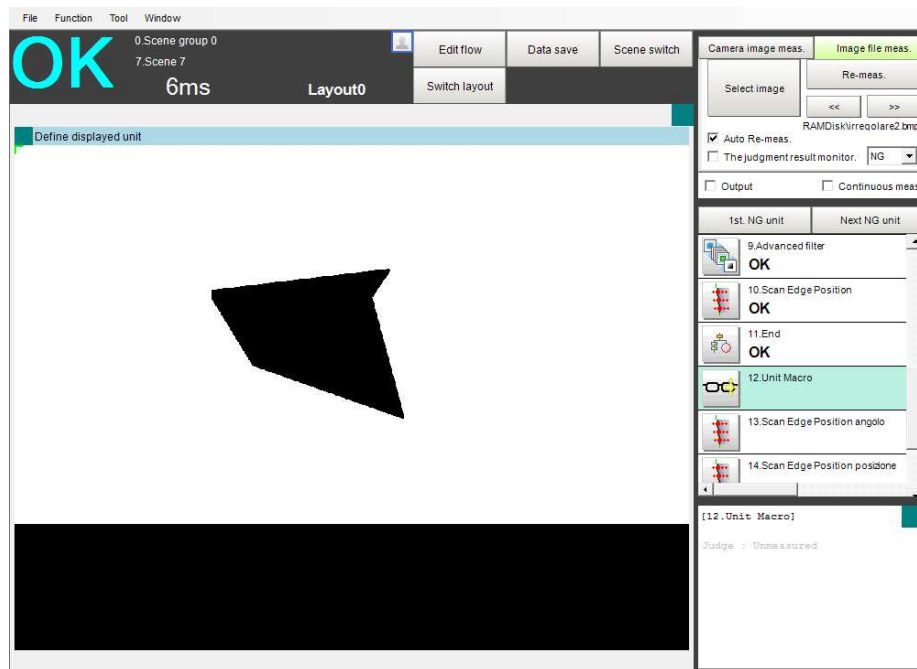 File Function Tool Window
OK
0.Scene group 0
7.Scene 7
6ms
Layout0
Edit flow
Data save
Scene switch
Switch layout
Define displayed unit
Camera image meas.
Image file meas.
Select image
Re-meas.
<<
>>
RAMDisk\irregolare2.bmp
Auto Re-meas.
The judgment result monitor.
NG
Output
Continuous meas
1st. NG unit
Next NG unit
9.Advanced filter
OK
10.Scan Edge Position
OK
11.End
OK
12.Unit Macro
13.Scan Edge Position angolo
14.Scan Edge Position posizione
[12.Unit Macro]
Judge : Unmeasured